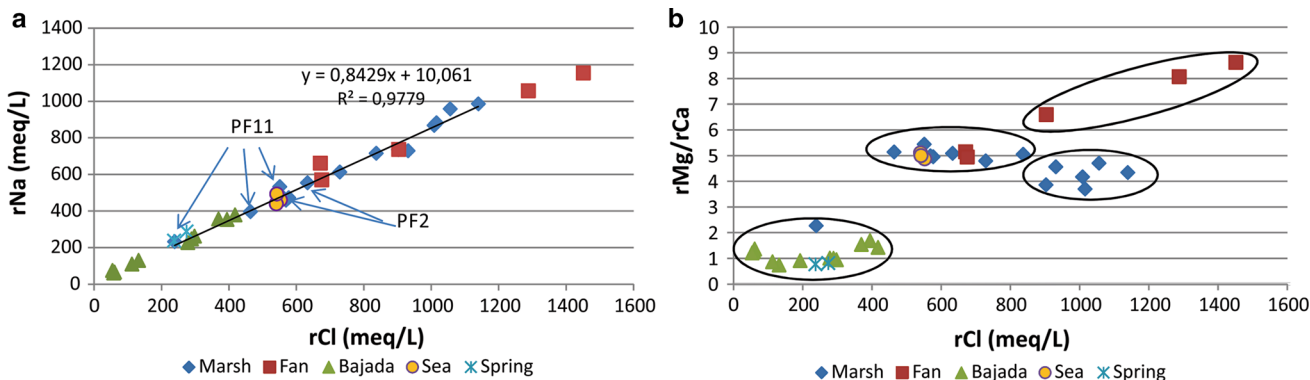 a
1400
1200
1000
800
600
400
200
0
rNa (meq/L)
y = 0,8429x + 10,061
R² = 0,9779
PF11
PF2
0 200 400 600 800 1000 1200 1400 1600
rCl (meq/L)
Marsh Fan Bajada Sea Spring
b
10
9
8
7
6
5
4
3
2
1
0
rMg/rCa
0 200 400 600 800 1000 1200 1400 1600
rCl (meq/L)
Marsh Fan Bajada Sea Spring